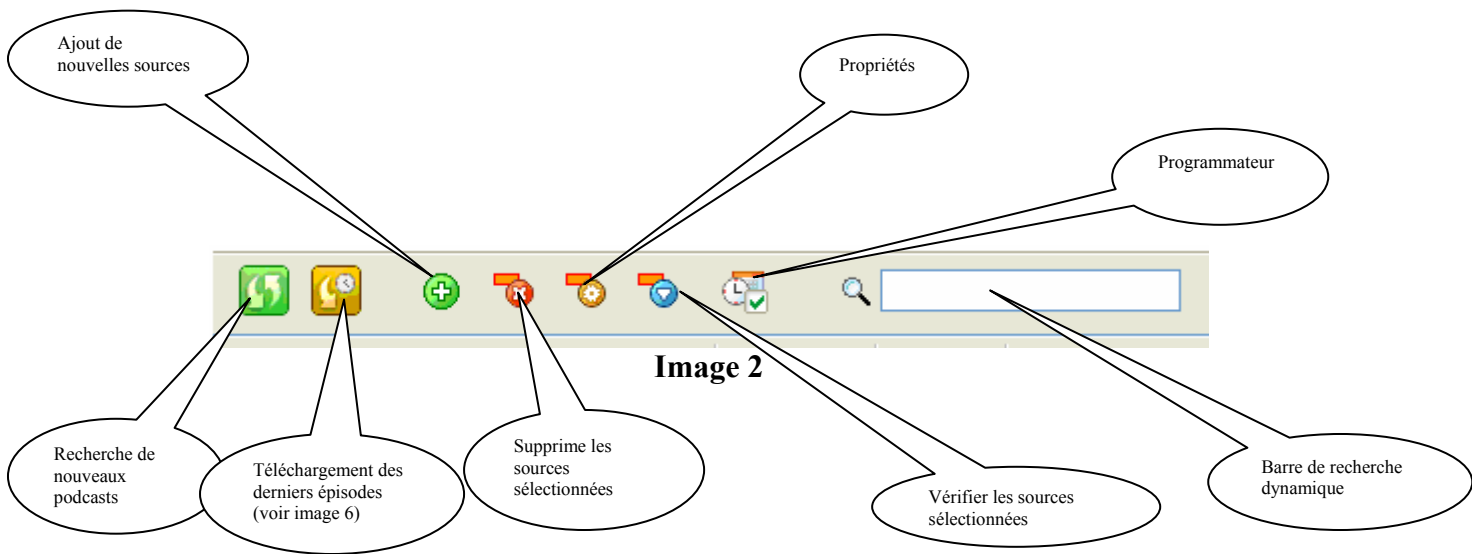 Ajout de
nouvelles sources
Propriétés
Programmateur
Image 2
Recherche de
nouveaux
podcasts
Téléchargement des
derniers épisodes
(voir image 6)
Supprime les
sources
sélectionnées
Vérifier les sources
sélectionnées
Barre de recherche
dynamique